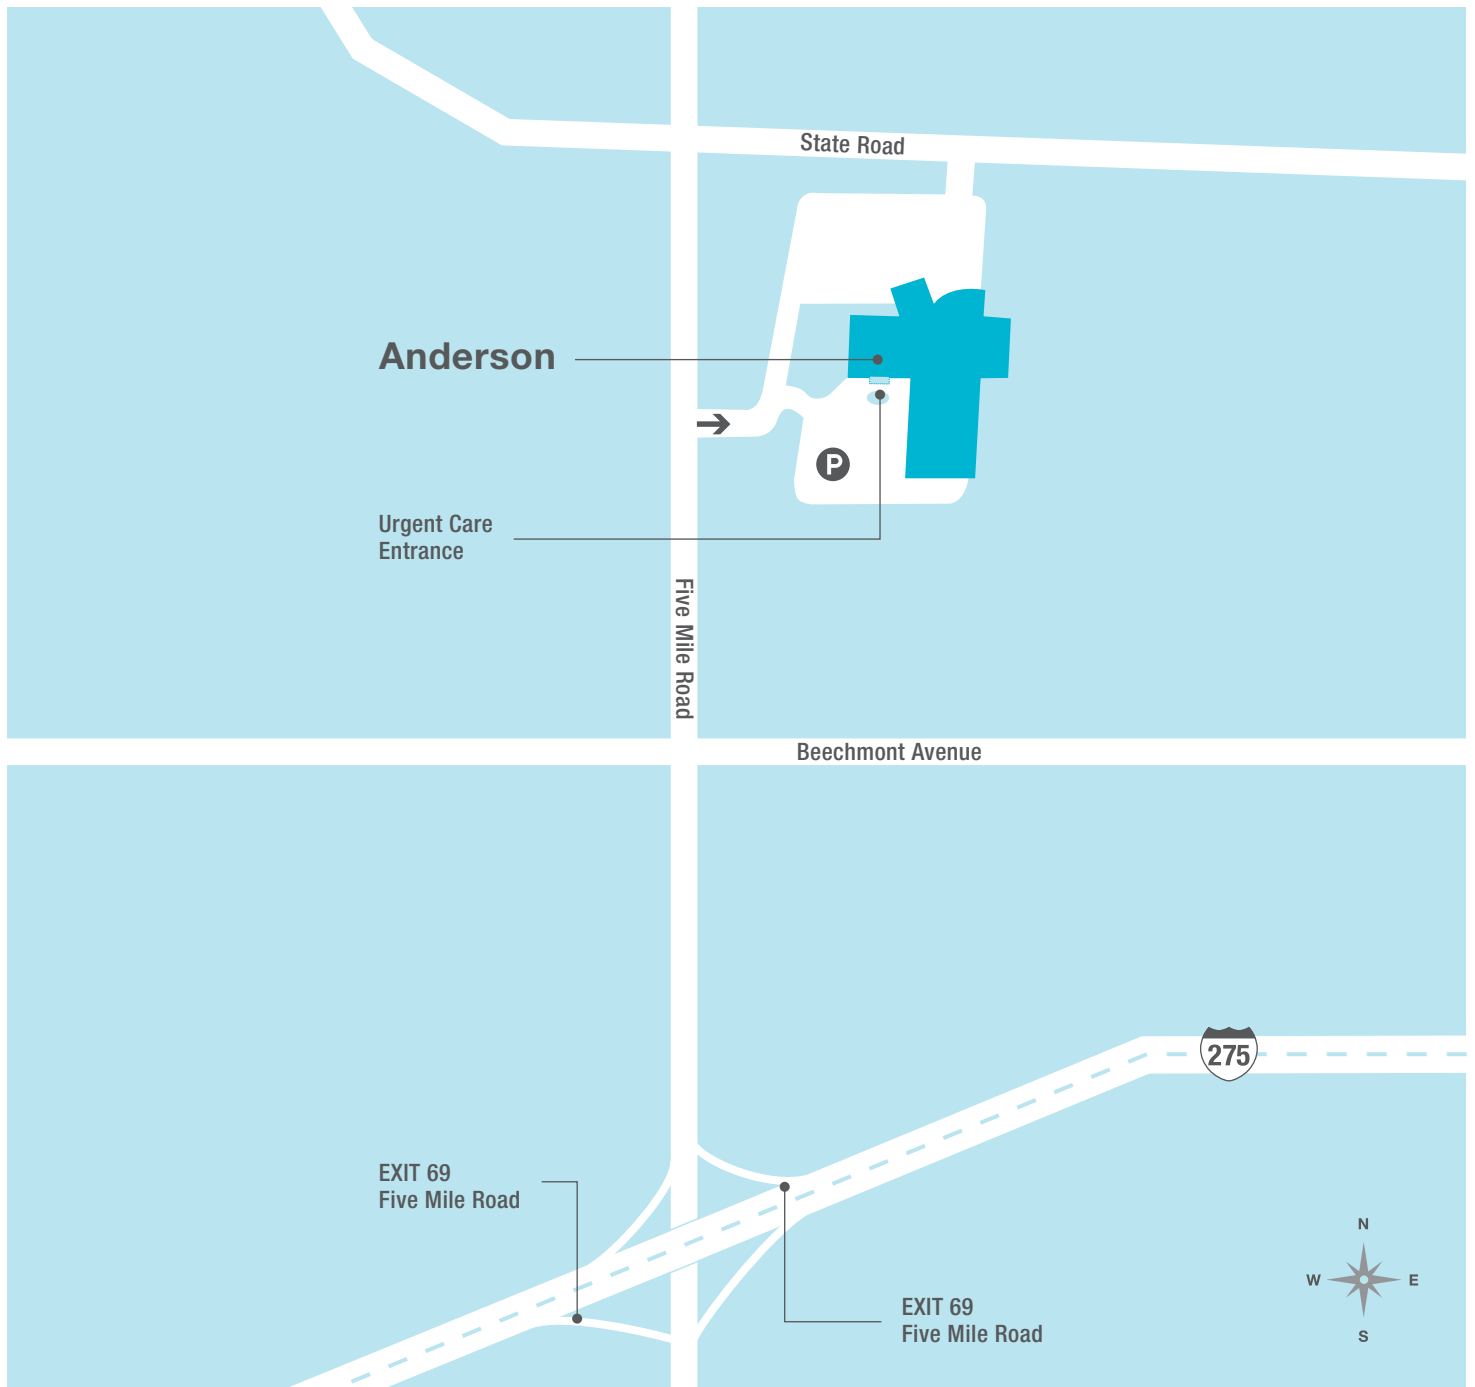 State Road
Anderson
P
Urgent Care
Entrance
Five Mile Road
Beechmont Avenue
275
EXIT 69
Five Mile Road
EXIT 69
Five Mile Road
N
W
E
S